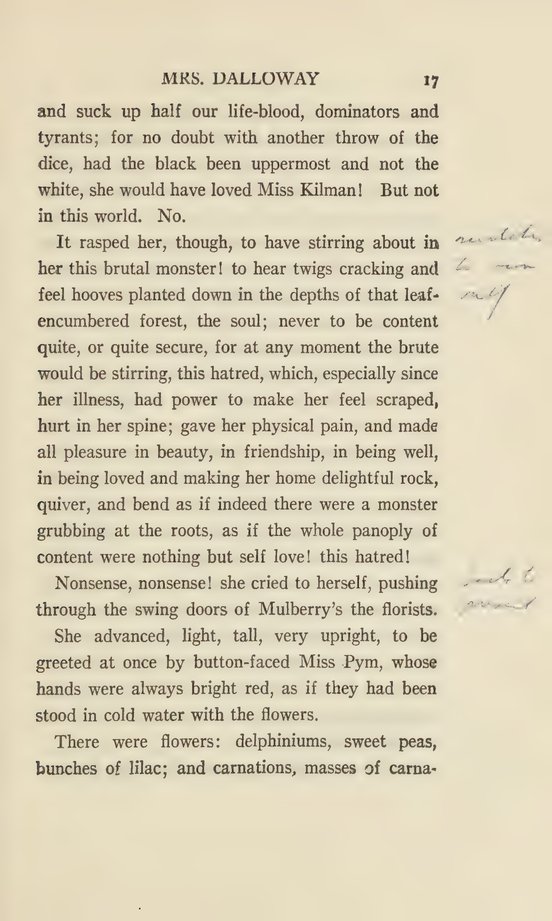 MRS. DALLOWAY 17
and suck up half our life-blood, dominators and
tyrants; for no doubt with another throw of the
dice, had the black been uppermost and not the
white, she would have loved Miss Kilman! But not
in this world. No.
It rasped her, though, to have stirring about in
her this brutal monster! to hear twigs cracking and
feel hooves planted down in the depths of that leaf-
encumbered forest, the soul; never to be content
quite, or quite secure, for at any moment the brute
would be stirring, this hatred, which, especially since
her illness, had power to make her feel scraped,
hurt in her spine; gave her physical pain, and made
all pleasure in beauty, in friendship, in being well,
in being loved and making her home delightful rock,
quiver, and bend as if indeed there were a monster
grubbing at the roots, as if the whole panoply of
content were nothing but self love! this hatred!
Nonsense, nonsense! she cried to herself, pushing
through the swing doors of Mulberry's the florists.
She advanced, light, tall, very upright, to be
greeted at once by button-faced Miss Pym, whose
hands were always bright red, as if they had been
stood in cold water with the flowers.
There were flowers: delphiniums, sweet peas,
bunches of lilac; and carnations, masses of carna-
to
to